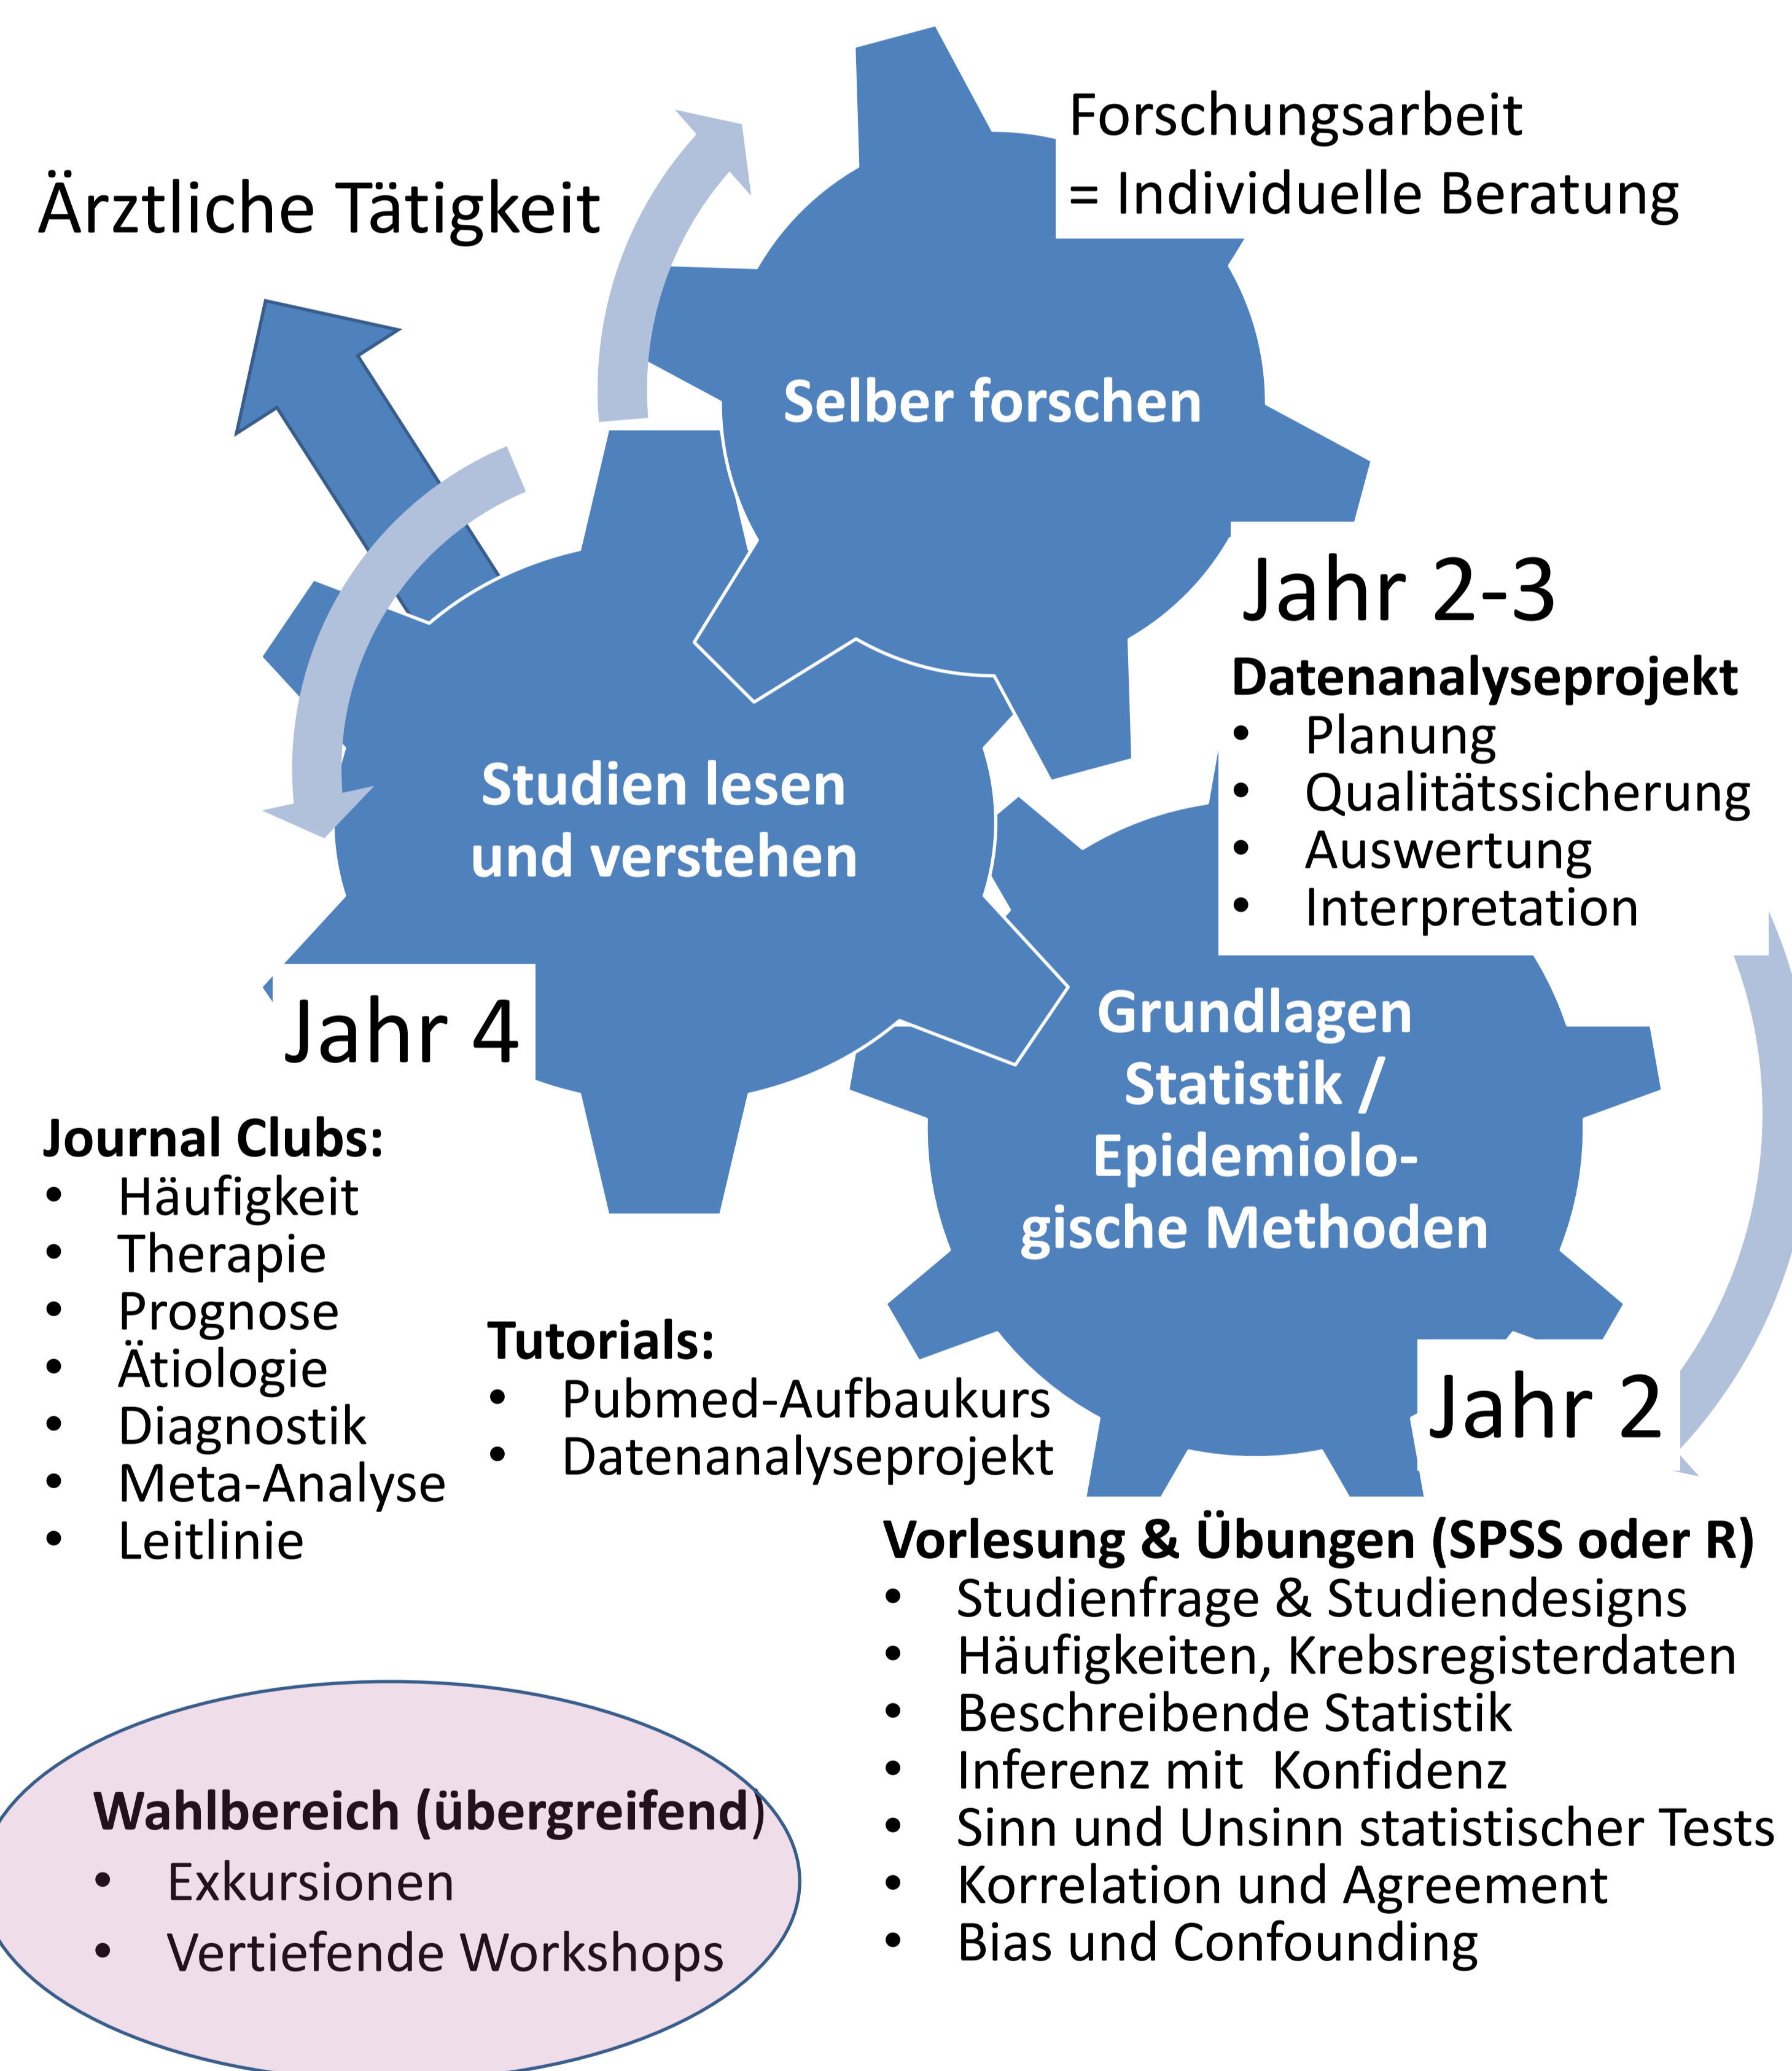 Forschungsarbeit
= Individuelle Beratung
Ärztliche Tätigkeit
Selber forschen
Jahr 2-3
Datenanalyseprojekt
• Planung
• Qualitätssicherung
• Auswertung
• Interpretation
Studien lesen
und verstehen
Grundlagen
Statistik /
Epidemiolo-
gische Methoden
Jahr 4
Journal Clubs:
• Häufigkeit
• Therapie
• Prognose
• Ätiologie
• Diagnostik
• Meta-Analyse
• Leitlinie
Tutorials:
• Pubmed-Aufbaukurs
• Datenanalyseprojekt
Jahr 2
Vorlesung & Übungen (SPSS oder R)
• Studienfrage & Studiendesigns
• Häufigkeiten, Krebsregisterdaten
• Beschreibende Statistik
• Inferenz mit  Konfidenz
• Sinn und Unsinn statistischer Tests
• Korrelation und Agreement
• Bias und Confounding
Wahlbereich (übergreifend)
• Exkursionen
• Vertiefende Workshops